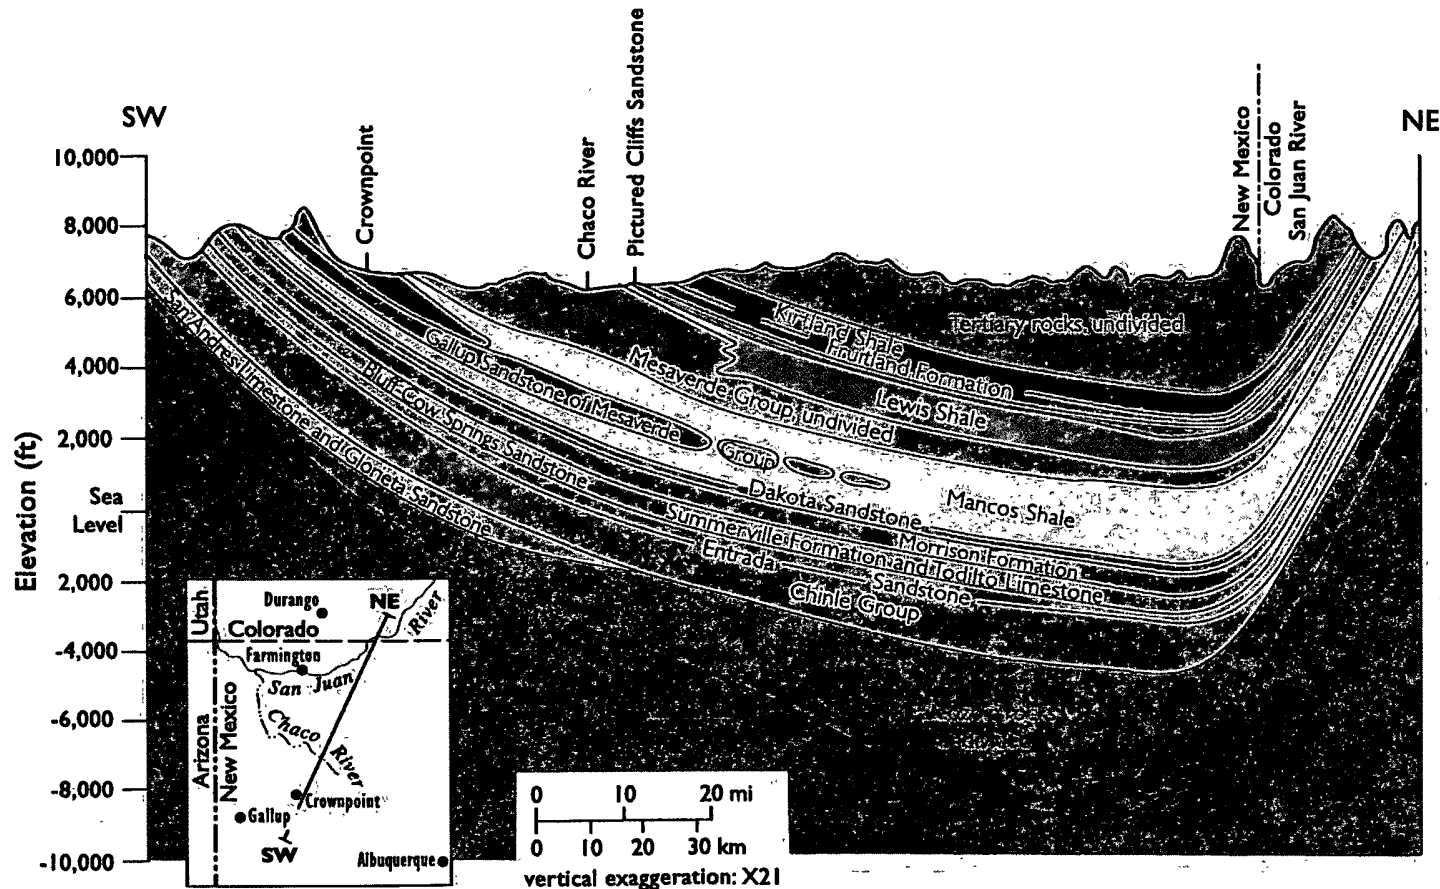 SW
NE
Crownpoint
Chaco River
Pictured Cliffs Sandstone
New Mexico
Colorado
San Juan River
10,000
8,000
6,000
4,000
2,000
Sea
Level
2,000
-4,000
-6,000
-8,000
-10,000
Elevation (ft)
San Andres Limestone and Glorieta Sandstone
Bluff-Cow Springs Sandstone
Gallup Sandstone of Mesaverde
Group
Mesaverde Group, undivided
Kirtland Shale
Fruitland Formation
Lewis Shale
Tertiary rocks, undivided
Mancos Shale
Dakota Sandstone
Morrison Formation
Summerville Formation and Todilto Limestone
Entrada
Sandstone
Chinle Group
Utah
Durango
NE
River
Colorado
Farmington
San Juan
Arizona
New Mexico
Chaco River
Crownpoint
Gallup
SW
Albuquerque
0 10 20 mi
0 10 20 30 km
vertical exaggeration: X21